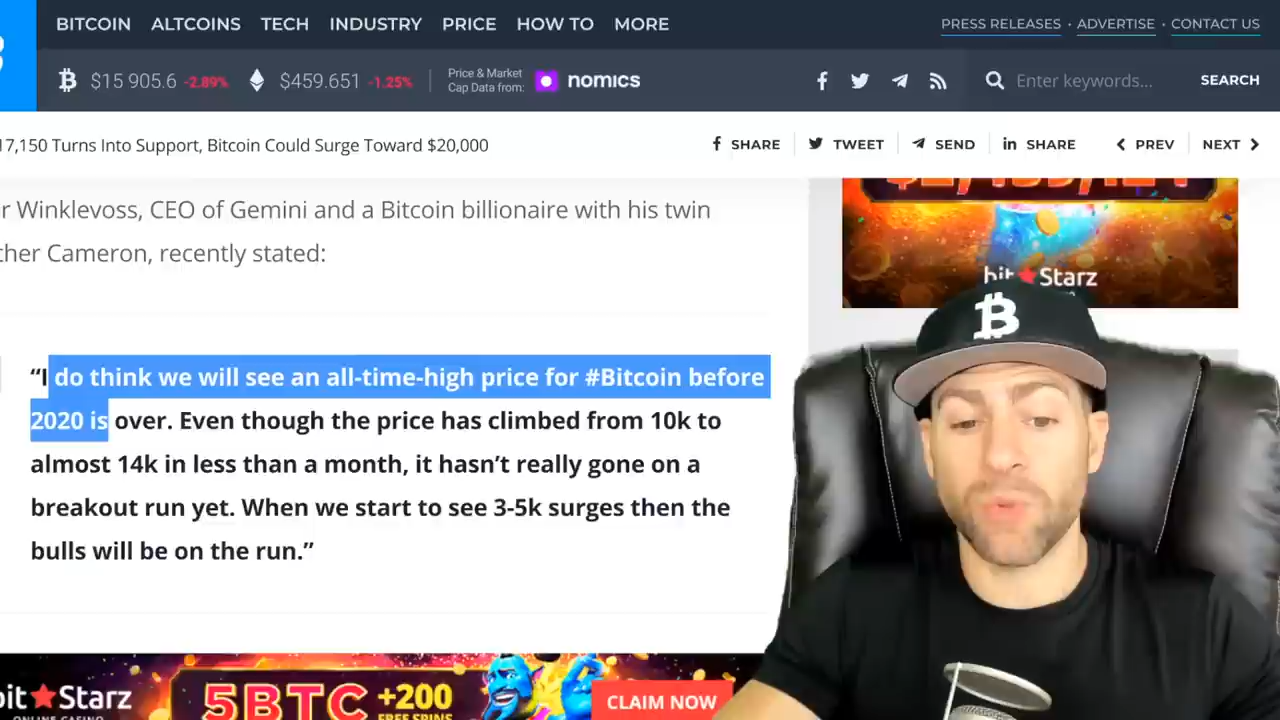 BITCOIN ALTCOINS TECH INDUSTRY PRICE HOW TO MORE
PRESS RELEASES · ADVERTISE · CONTACT US
$15 905.6 -2.89% $459.651 -1.25%
Price & Market
Cap Data from:
nomics
Enter keywords... SEARCH
17,150 Turns Into Support, Bitcoin Could Surge Toward $20,000
SHARE TWEET SEND SHARE PREV NEXT
r Winklevoss, CEO of Gemini and a Bitcoin billionaire with his twin
ther Cameron, recently stated:
bit Starz
“I do think we will see an all-time-high price for #Bitcoin before
2020 is over. Even though the price has climbed from 10k to
almost 14k in less than a month, it hasn’t really gone on a
breakout run yet. When we start to see 3-5k surges then the
bulls will be on the run.”
bit Starz
ONLINE CASINO
5BTC +200
FREE SPINS
CLAIM NOW